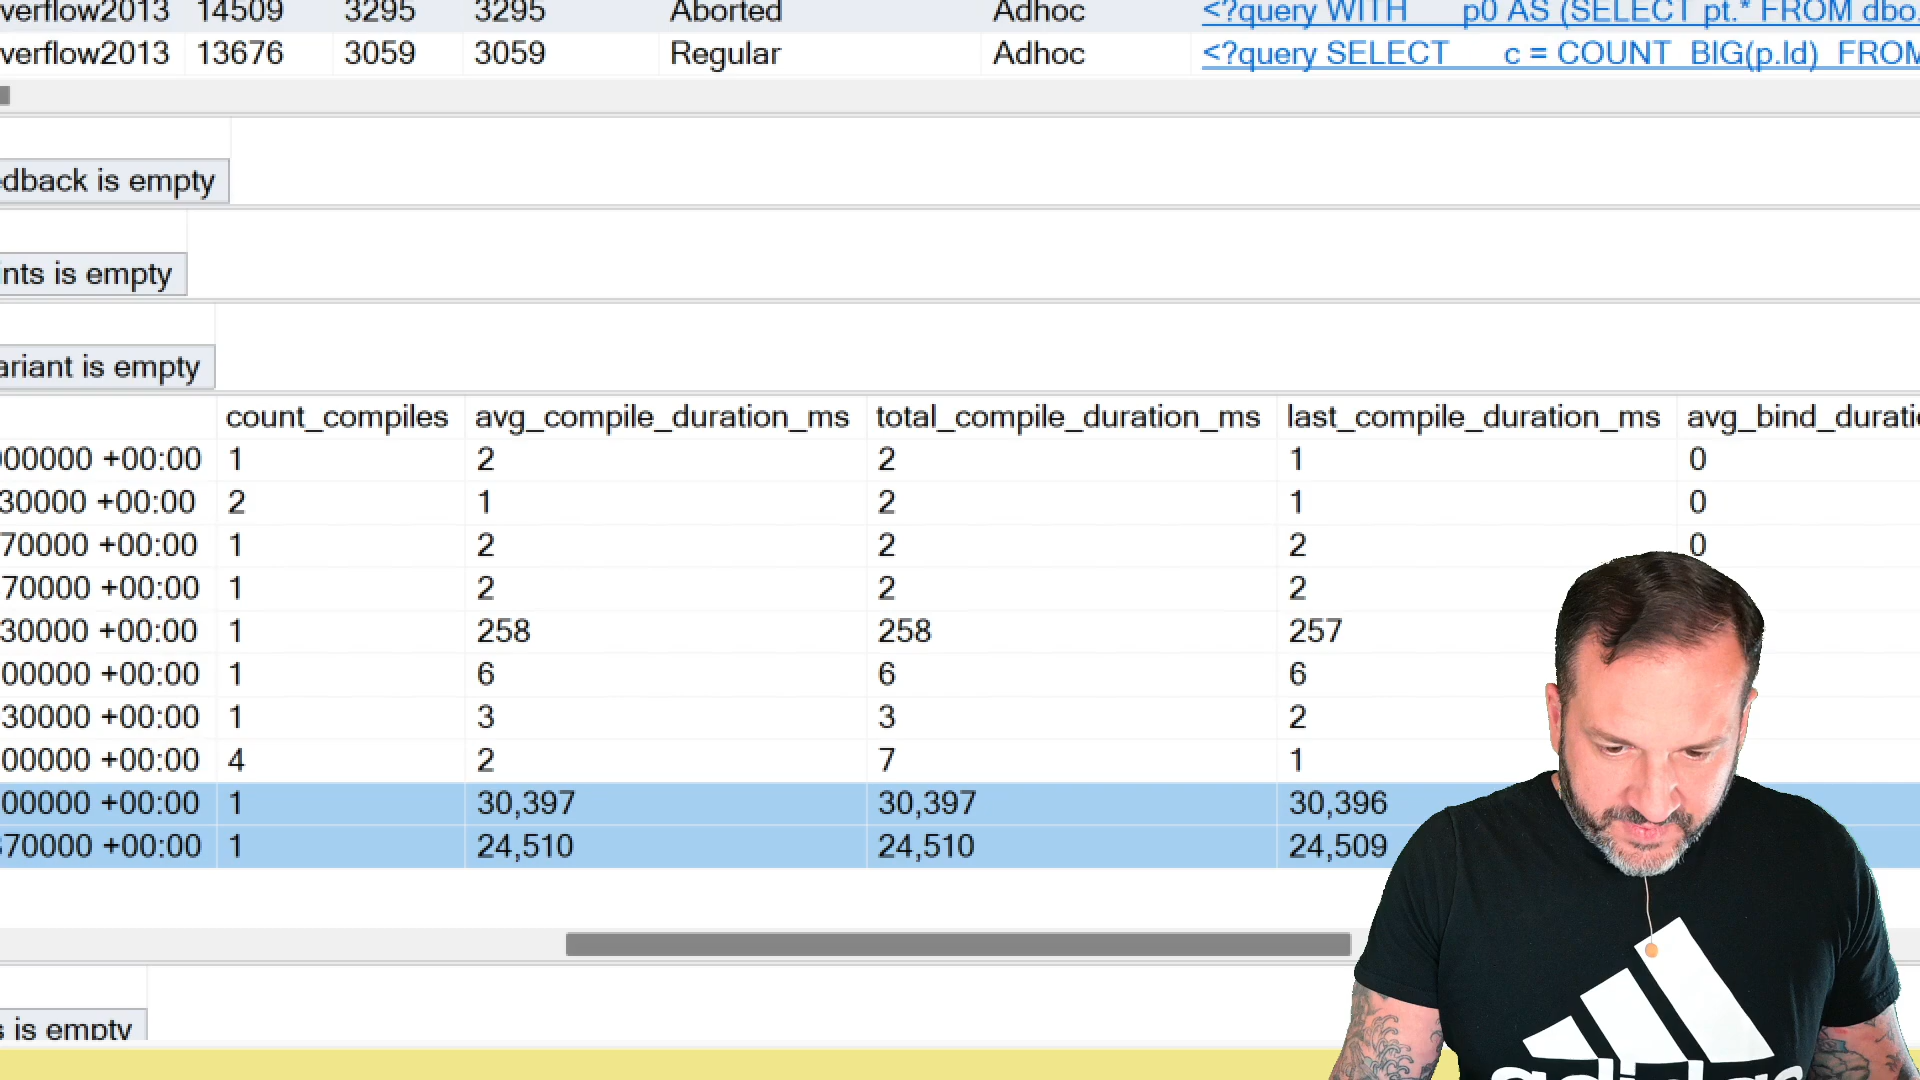 verflow2013 14509 3295 3295 Aborted Adhoc <?query WITH p0 AS (SELECT pt.* FROM dbo.
verflow2013 13676 3059 3059 Regular Adhoc <?query SELECT c = COUNT_BIG(p.Id) FROM
edback is empty
ints is empty
ariant is empty
count_compiles avg_compile_duration_ms total_compile_duration_ms last_compile_duration_ms avg_bind_duratio
00000 +00:00 1 2 2 1 0
30000 +00:00 2 1 2 1 0
70000 +00:00 1 2 2 2 0
70000 +00:00 1 2 2 2
30000 +00:00 1 258 258 257
00000 +00:00 1 6 6 6
30000 +00:00 1 3 3 2
00000 +00:00 4 2 7 1
00000 +00:00 1 30,397 30,397 30,396
370000 +00:00 1 24,510 24,510 24,509
s is empty
adidas